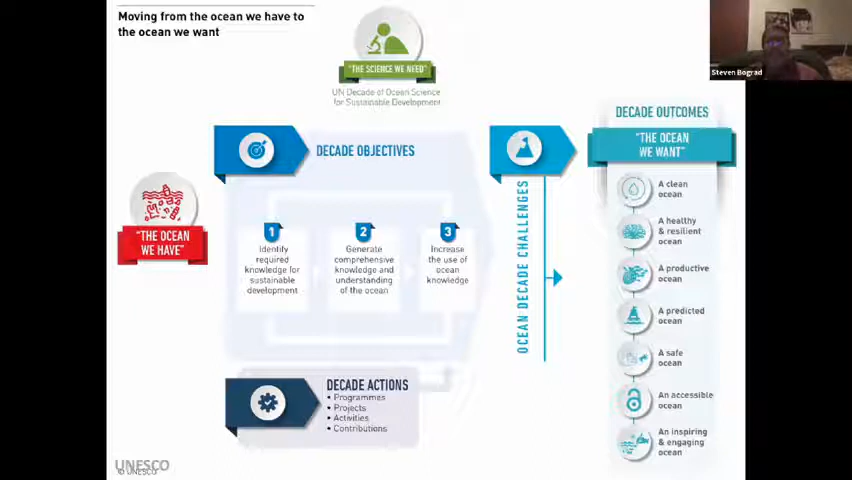 Moving from the ocean we have to
the ocean we want
"THE SCIENCE WE NEED"
UN Decade of Ocean Science
for Sustainable Development
Steven Bograd
"THE OCEAN
WE HAVE"
DECADE OBJECTIVES
1
Identify
required
knowledge for
sustainable
development
2
Generate
comprehensive
knowledge and
understanding
of the ocean
3
Increase
the use of
ocean
knowledge
DECADE ACTIONS
• Programmes
• Projects
• Activities
• Contributions
OCEAN DECADE CHALLENGES
DECADE OUTCOMES
"THE OCEAN
WE WANT"
A clean
ocean
A healthy
& resilient
ocean
A productive
ocean
A predicted
ocean
A safe
ocean
An accessible
ocean
An inspiring
& engaging
ocean
UNESCO
© UNESCO